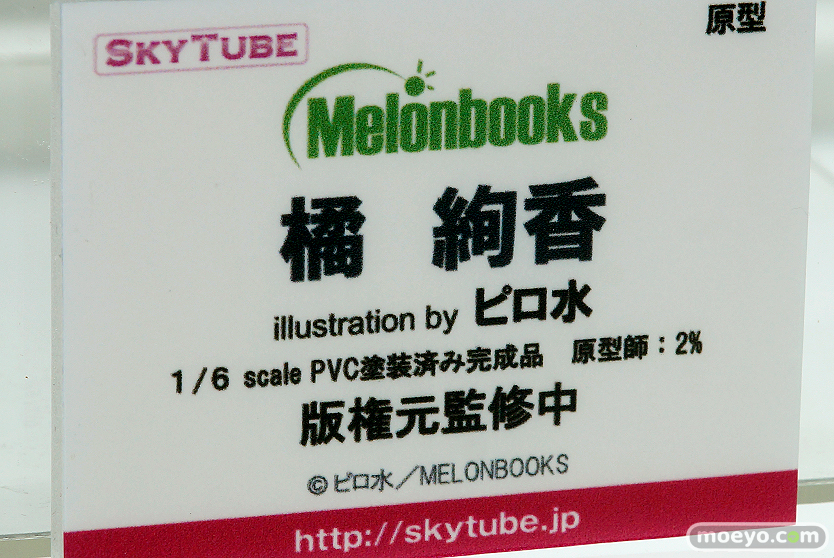 原型
SKYTUBE
Melonbooks
橘 絢香
illustration by ピロ水
1/6 scale PVC塗装済み完成品 原型師：2%
版権元監修中
©ピロ水／MELONBOOKS
http://skytube.jp
moeyo.com